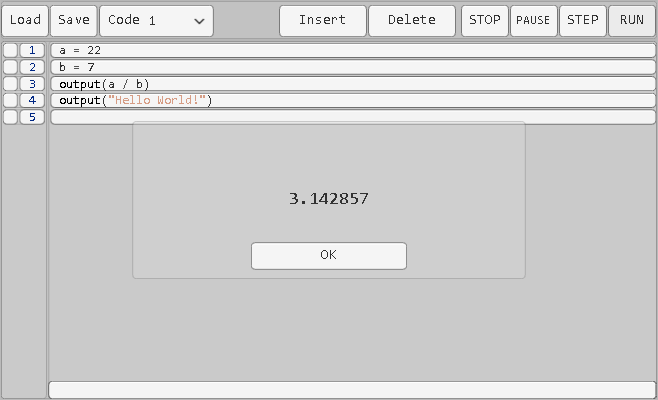 Load Save Code 1 Insert Delete STOP PAUSE STEP RUN
1 a = 22
2 b = 7
3 output(a / b)
4 output("Hello World!")
5
3.142857
OK